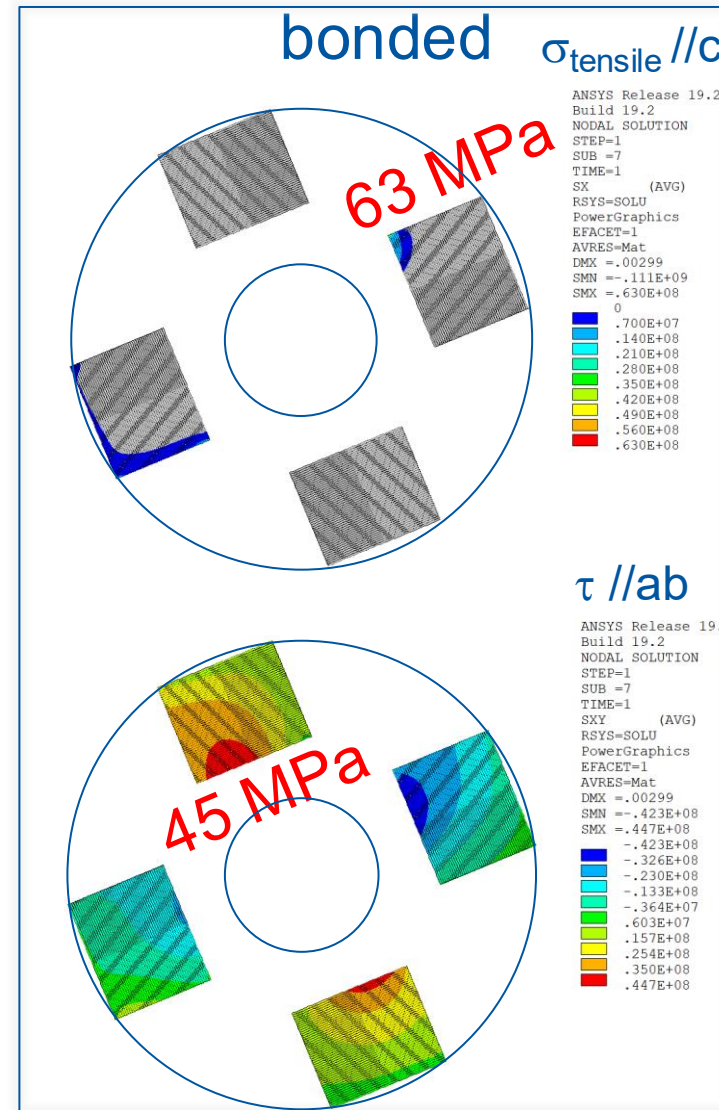 bonded
σtensile //c
63 MPa
ANSYS Release 19.2
Build 19.2
NODAL SOLUTION
STEP=1
SUB =7
TIME=1
SX (AVG)
RSYS=SOLU
PowerGraphics
EFACET=1
AVRES=Mat
DMX =.00299
SMN =-.111E+09
SMX =.630E+08
0
.700E+07
.140E+08
.210E+08
.280E+08
.350E+08
.420E+08
.490E+08
.560E+08
.630E+08
τ //ab
45 MPa
ANSYS Release 19.
Build 19.2
NODAL SOLUTION
STEP=1
SUB =7
TIME=1
SXY (AVG)
RSYS=SOLU
PowerGraphics
EFACET=1
AVRES=Mat
DMX =.00299
SMN =-.423E+08
SMX =.447E+08
-.423E+08
-.326E+08
-.230E+08
-.133E+08
-.364E+07
.603E+07
.157E+08
.254E+08
.350E+08
.447E+08